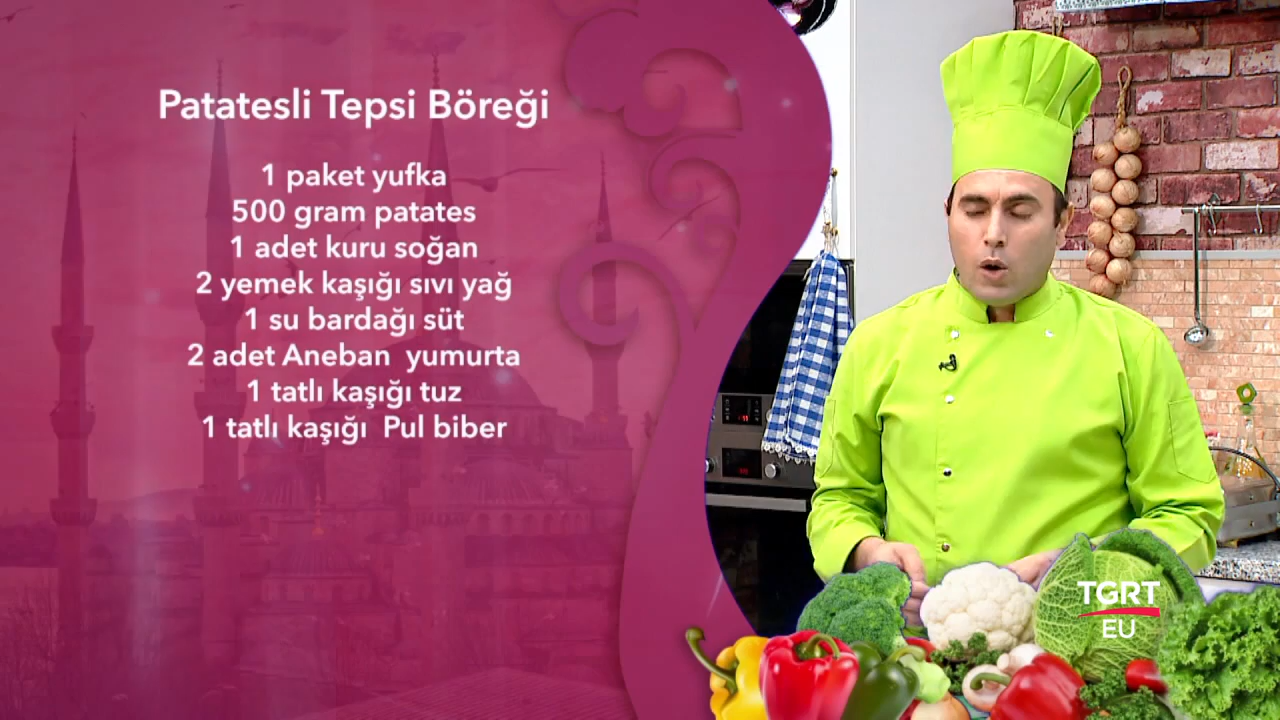 Patatesli Tepsi Böreği
1 paket yufka
500 gram patates
1 adet kuru soğan
2 yemek kaşığı sıvı yağ
1 su bardağı süt
2 adet Aneban  yumurta
1 tatlı kaşığı tuz
1 tatlı kaşığı  Pul biber
TGRT
EU